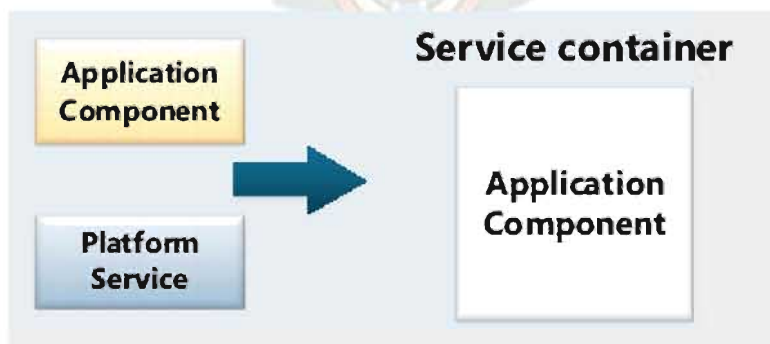 Application
Component
Platform
Service
Service container
Application
Component